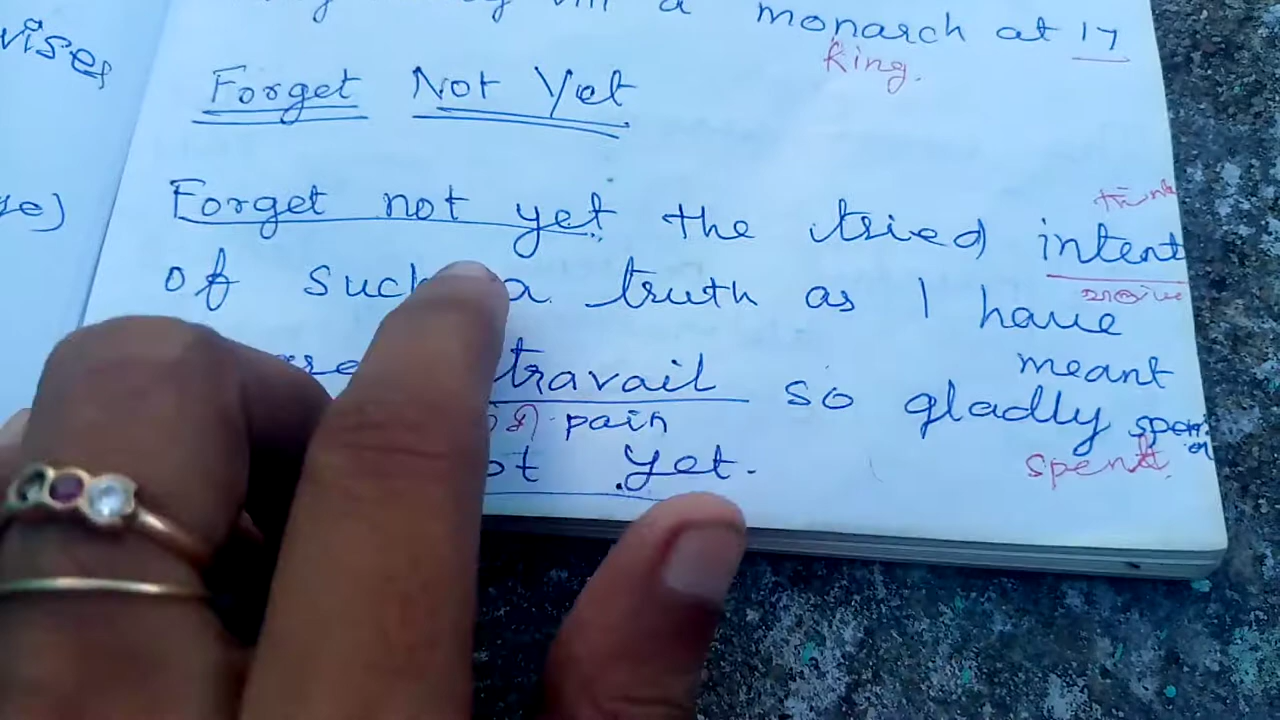 a monarch at 17
King.
Forget Not Yet
Forget not yet the tried intent
of such a truth as I have
meant
travail so gladly spent
pain
spent
Yet.